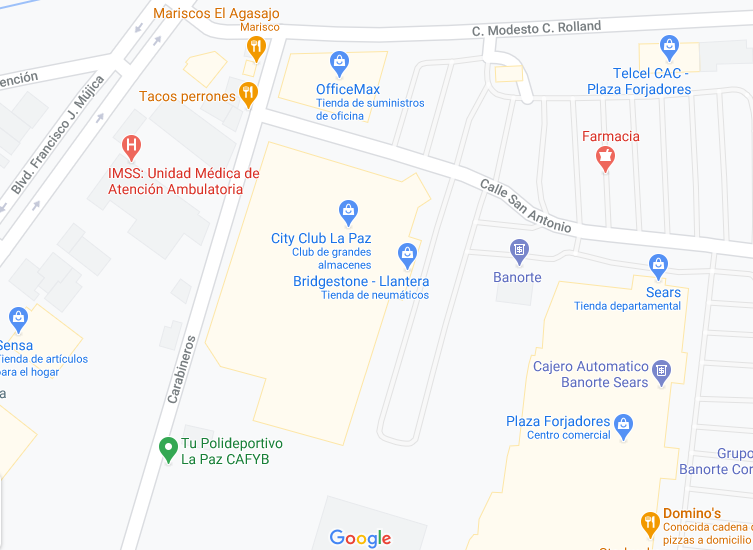 Mariscos El Agasajo
Marisco
C. Modesto C. Rolland
Telcel CAC -
Plaza Forjadores
OfficeMax
Tienda de suministros
de oficina
ención
Tacos perrones
Blvd. Francisco J. Mújica
Farmacia
IMSS: Unidad Médica de
Atención Ambulatoria
Calle San Antonio
City Club La Paz
Club de grandes
almacenes
Bridgestone - Llantera
Tienda de neumáticos
Banorte
Sears
Tienda departamental
Sensa
Tienda de artículos
para el hogar
Carabineros
Cajero Automatico
Banorte Sears
a
Plaza Forjadores
Centro comercial
Tu Polideportivo
La Paz CAFYB
Grupo
Banorte Cor
Domino's
Conocida cadena d
pizzas a domicilio
Google